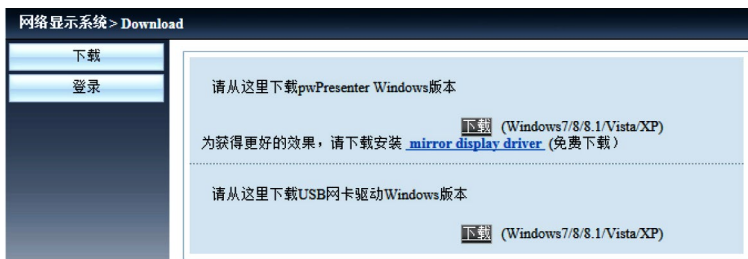 网络显示系统> Download
下载
登录
请从这里下载pwPresenter Windows版本
下载 (Windows7/8/8.1/Vista/XP)
为获得更好的效果，请下载安装 mirror display driver (免费下载）
请从这里下载USB网卡驱动Windows版本
下载 (Windows7/8/8.1/Vista/XP)